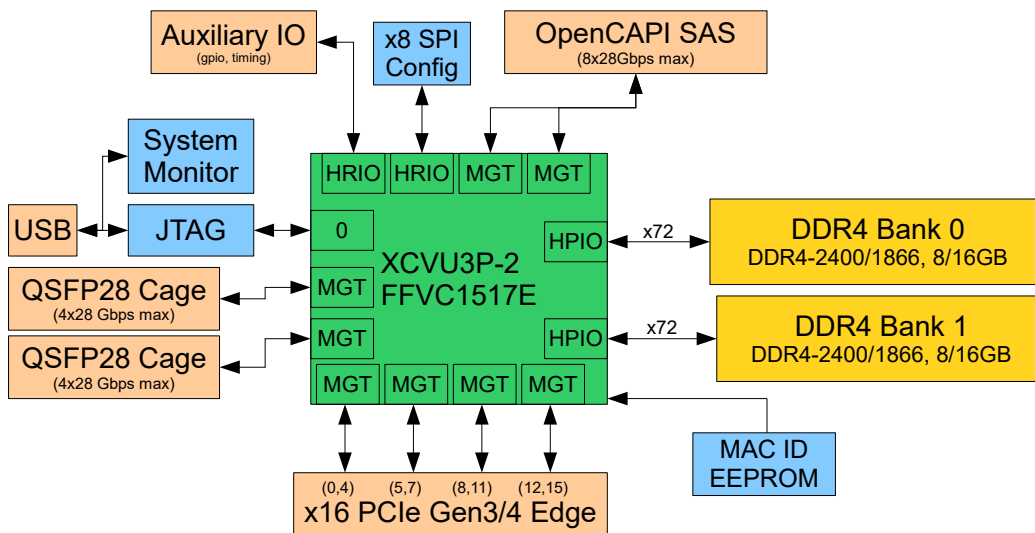 Auxiliary IO
(gpio, timing)
x8 SPI
Config
OpenCAPI SAS
(8x28Gbps max)
System
Monitor
HRIO
HRIO
MGT
MGT
USB
JTAG
0
HPIO
x72
DDR4 Bank 0
DDR4-2400/1866, 8/16GB
XCVU3P-2
FFVC1517E
QSFP28 Cage
(4x28 Gbps max)
MGT
QSFP28 Cage
(4x28 Gbps max)
MGT
HPIO
x72
DDR4 Bank 1
DDR4-2400/1866, 8/16GB
MGT
MGT
MGT
MGT
MAC ID
EEPROM
(0,4)
(5,7)
(8,11)
(12,15)
x16 PCIe Gen3/4 Edge